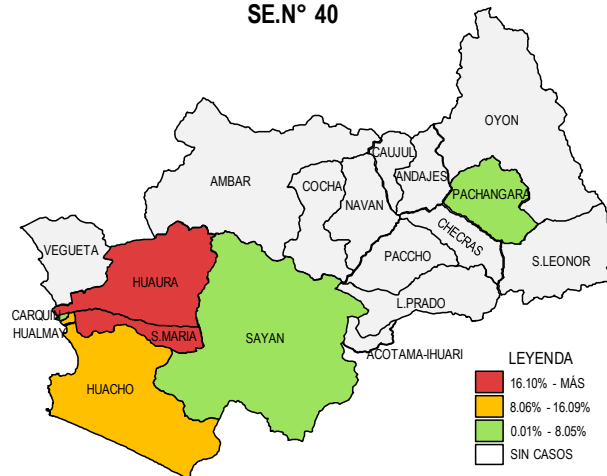 SE.N° 40
OYON
CAUJUL
ANDAJES
PACHANGARA
AMBAR
COCHA
NAVAN
CHECRAS
VEGUETA
PACCHO
S.LEONOR
HUAURA
L.PRADO
CARQUIN
HUALMAY
S.MARIA
SAYAN
ACOTAMA-IHUARI
HUACHO
LEYENDA
16.10% - MÁS
8.06% - 16.09%
0.01% - 8.05%
SIN CASOS